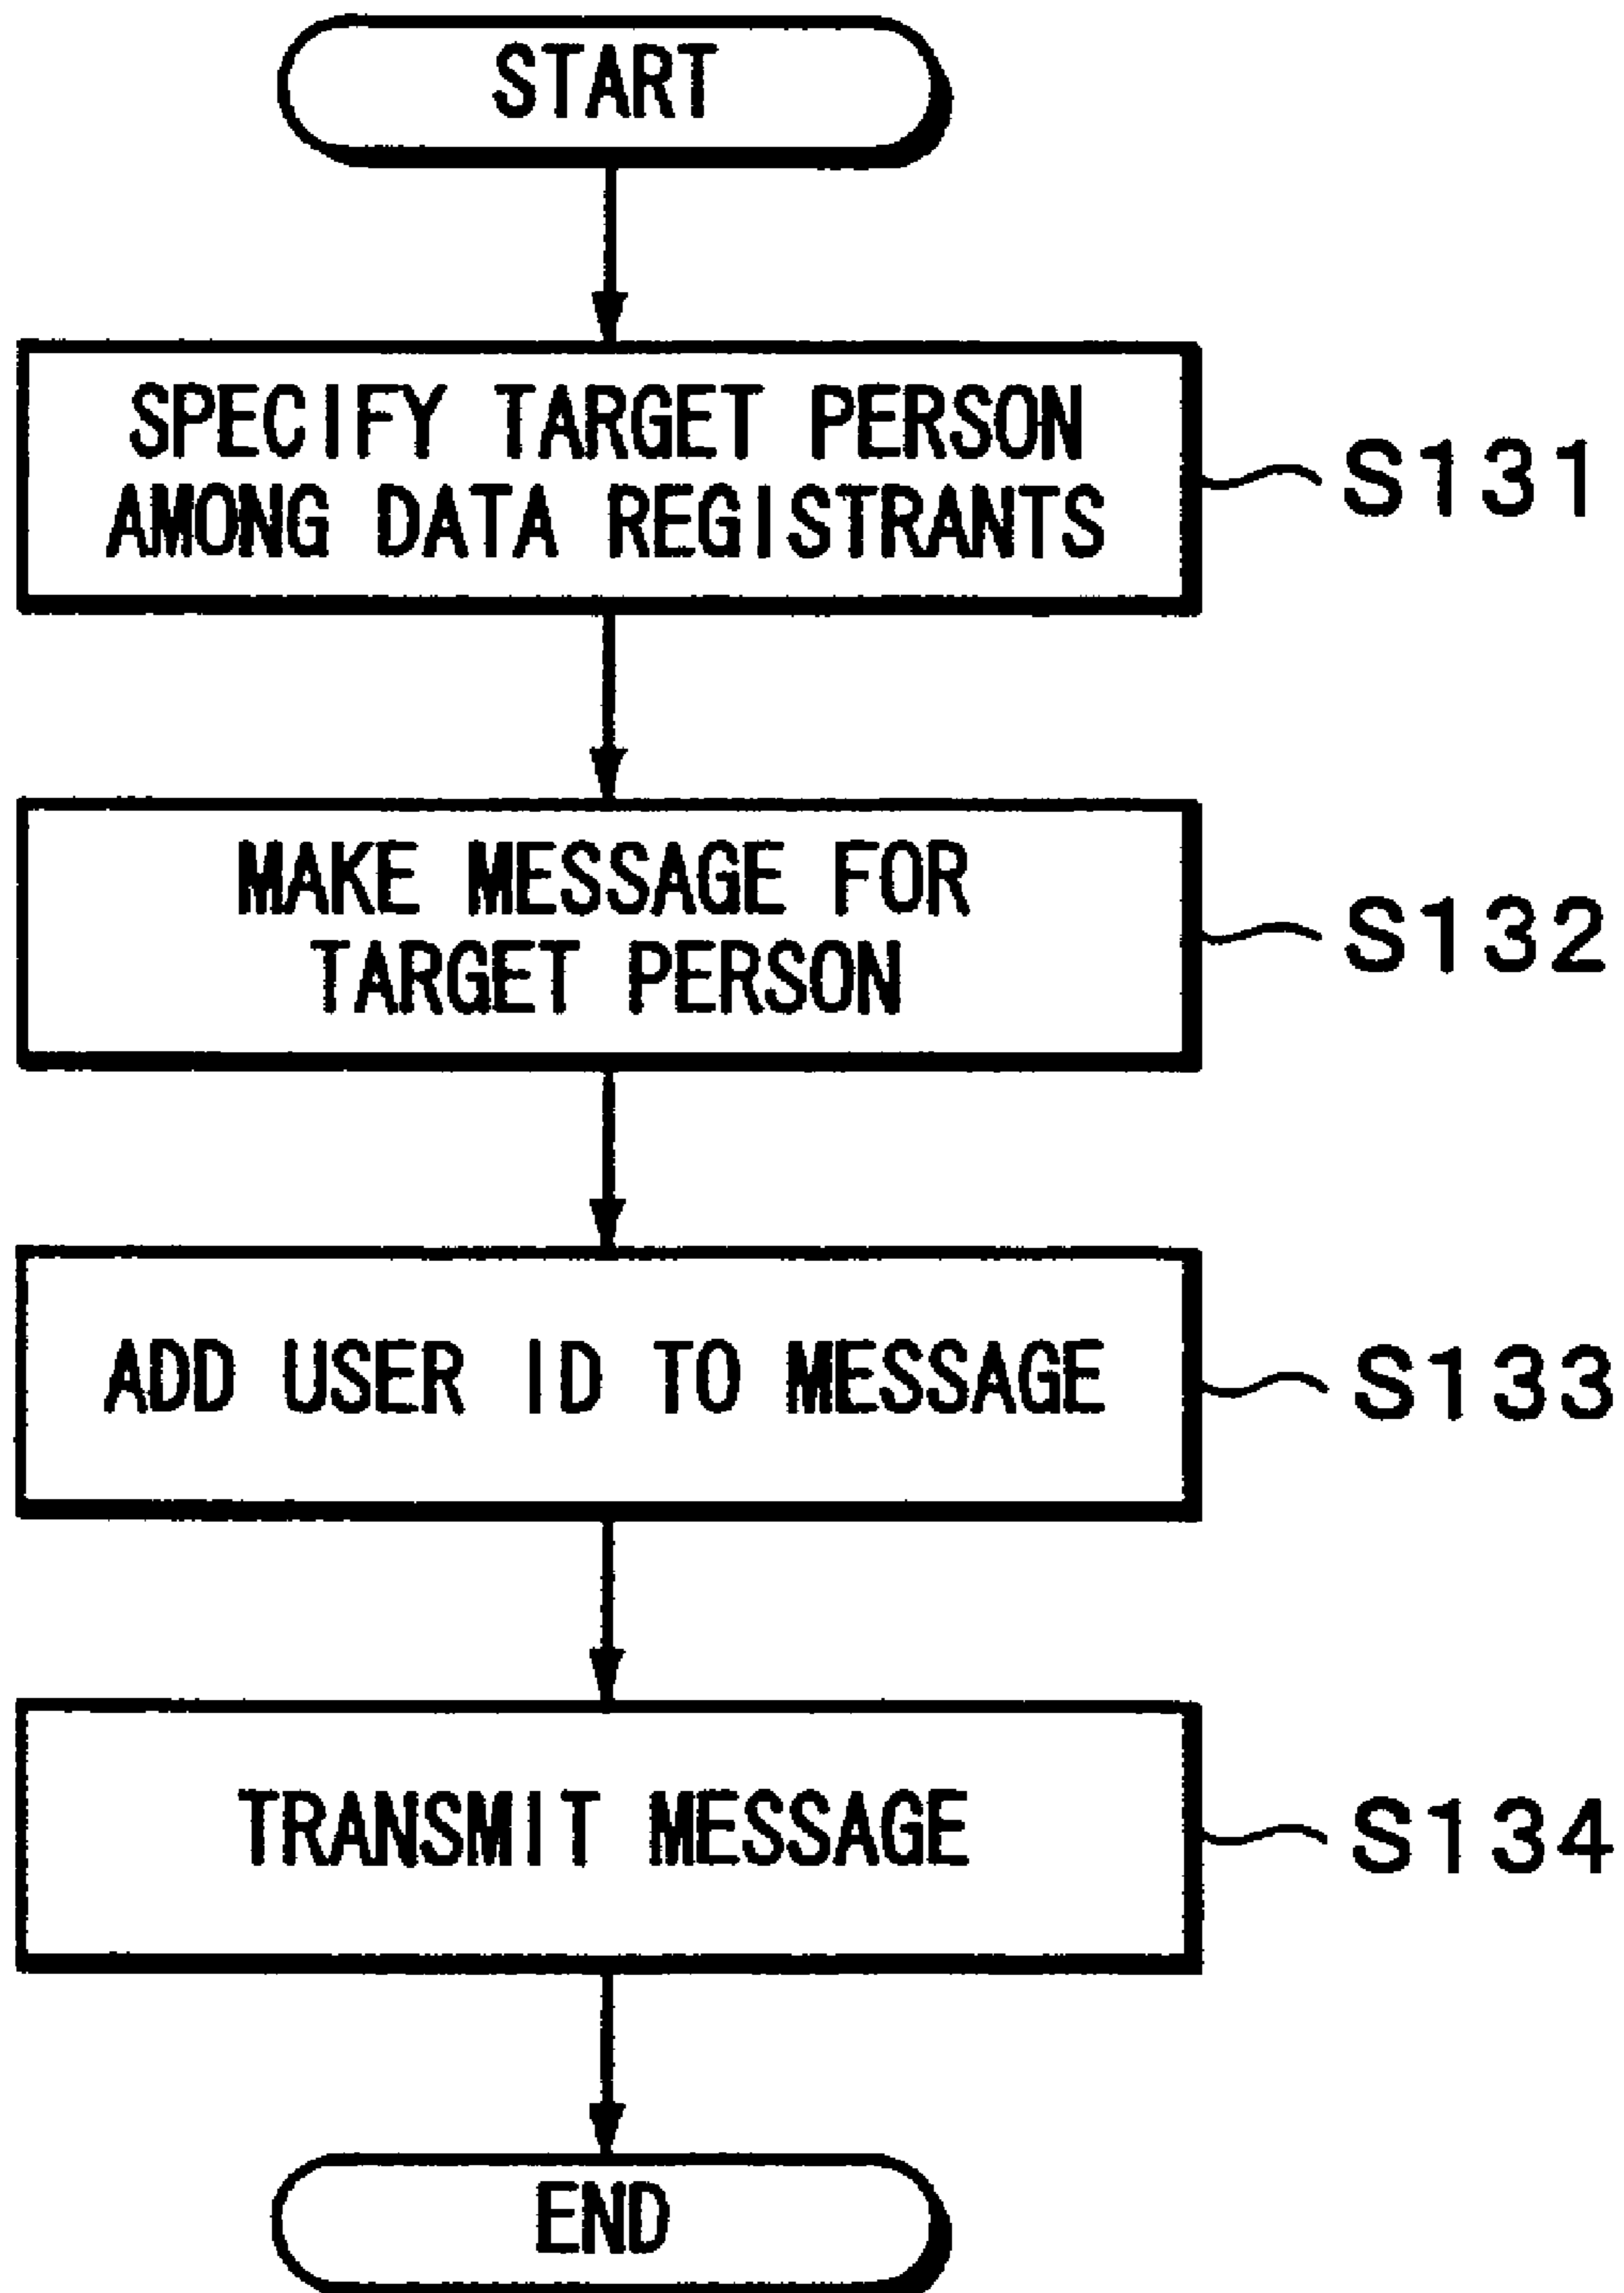 START
SPECIFY TARGET PERSON
AMONG DATA REGISTRANTS
S131
MAKE MESSAGE FOR
TARGET PERSON
S132
ADD USER ID TO MESSAGE
S133
TRANSMIT MESSAGE
S134
END